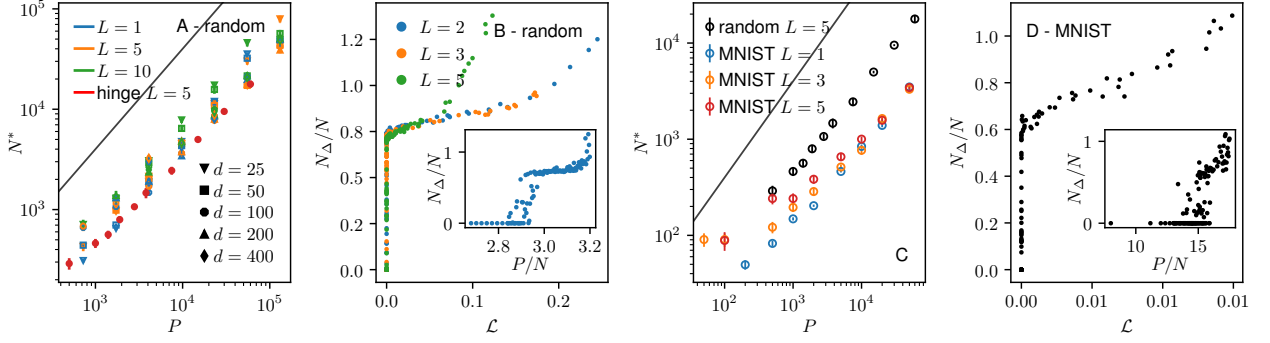 A - random
L = 1
L = 5
L = 10
hinge L = 5
d = 25
d = 50
d = 100
d = 200
d = 400
10^5
10^4
10^3
N*
10^3
10^4
10^5
P
B - random
L = 2
L = 3
L = 5
1.2
1.0
0.8
0.5
0.2
0.0
N_Δ/N
0.0
0.1
0.2
ℒ
1
0
N_Δ/N
2.8
3.0
3.2
P/N
random L = 5
MNIST L = 1
MNIST L = 3
MNIST L = 5
C
10^4
10^3
10^2
N*
10^2
10^3
10^4
P
D - MNIST
1.0
0.8
0.6
0.4
0.2
0.0
N_Δ/N
0.00
0.00
0.01
0.01
0.01
ℒ
1
0
N_Δ/N
10
15
P/N